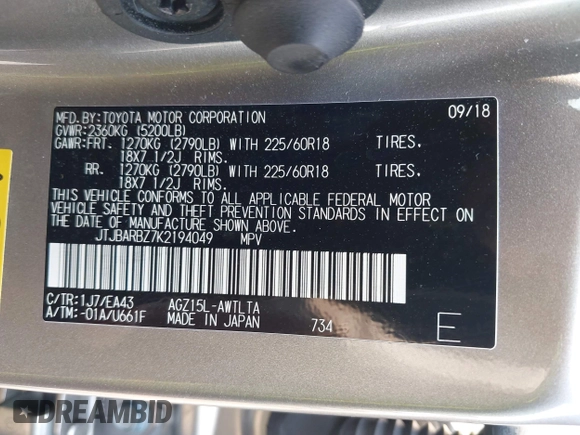 MFD.BY:TOYOTA MOTOR CORPORATION 09/18
GVWR:2360KG (5200LB)
GAWR:FRT. 1270KG (2790LB) WITH 225/60R18 TIRES.
18X7 1/2J RIMS.
RR. 1270KG (2790LB) WITH 225/60R18 TIRES.
18X7 1/2J RIMS.
THIS VEHICLE CONFORMS TO ALL APPLICABLE FEDERAL MOTOR
VEHICLE SAFETY AND THEFT PREVENTION STANDARDS IN EFFECT ON
THE DATE OF MANUFACTURE SHOWN ABOVE.
JTJBARBZ7K2194049 MPV
C/TR:1J7/EA43 AGZ15L-AWTLTA
A/TM:-01A/U661F MADE IN JAPAN 734 E
DREAMBID